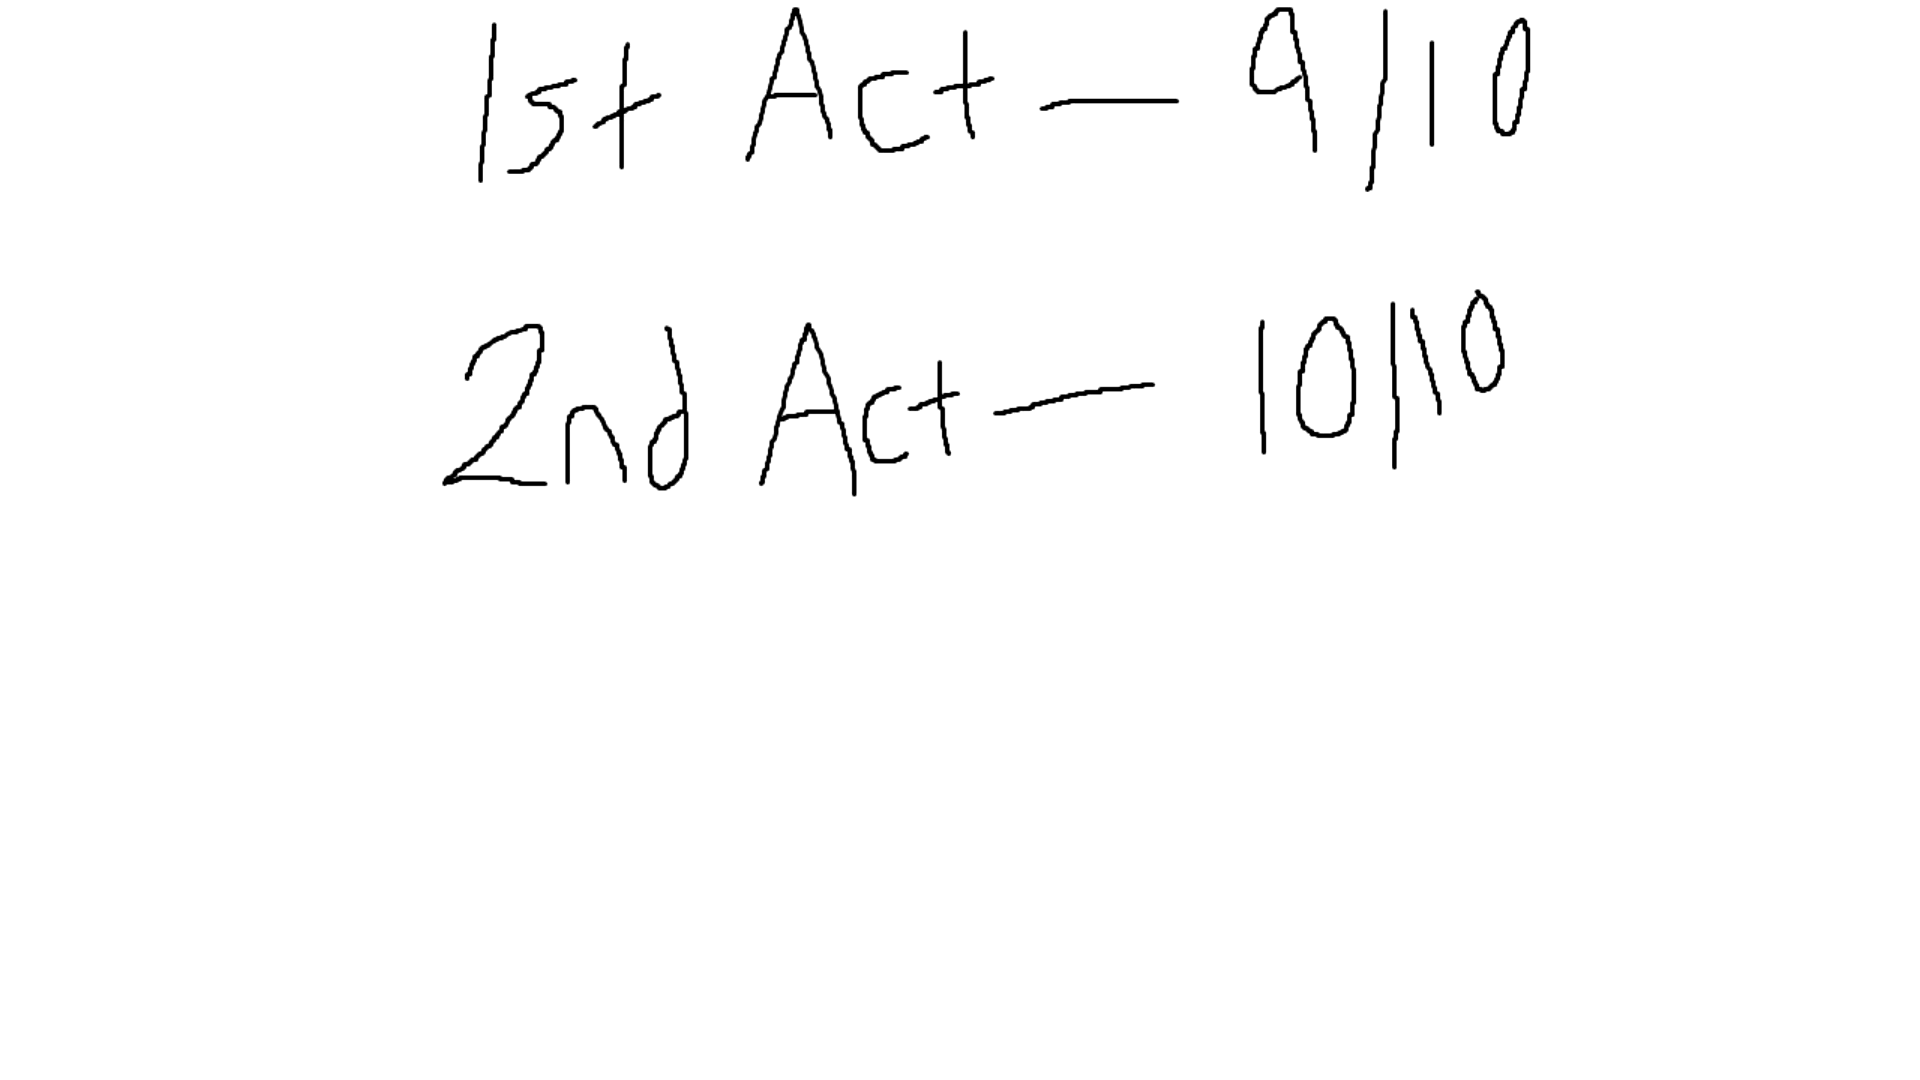 1st Act — 9/10
2nd Act — 10/10